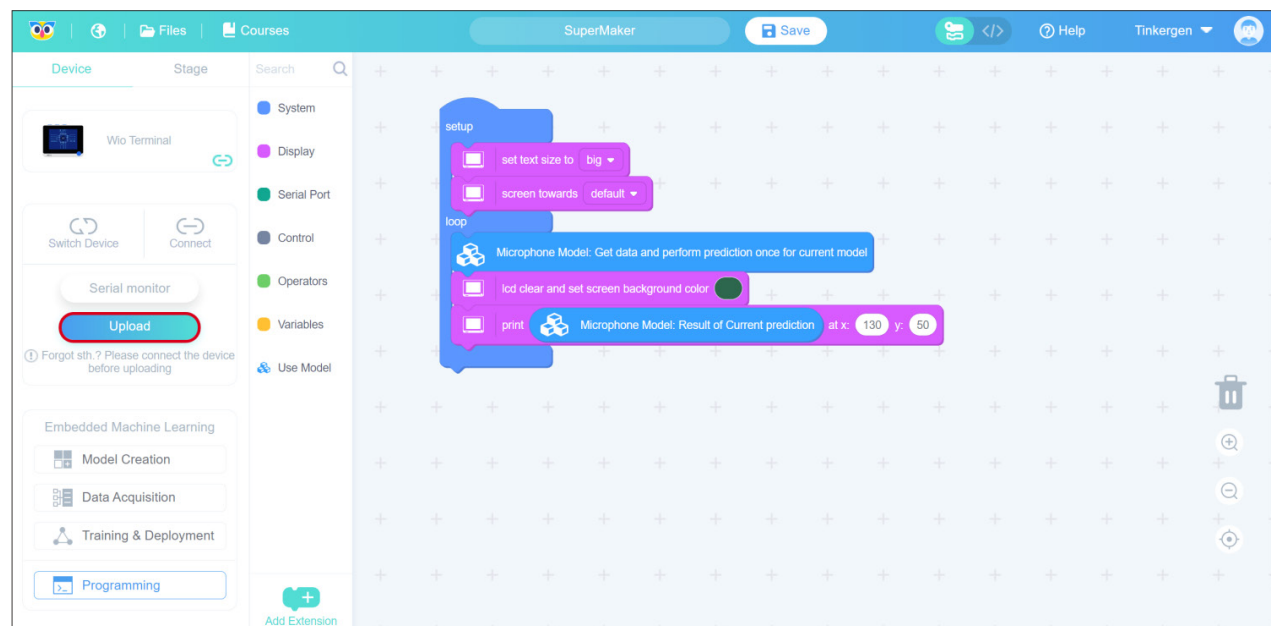 Files
Courses
SuperMaker
Save
</>
Help
Tinkergen
Device
Stage
Search
Wio Terminal
Switch Device
Connect
Serial monitor
Upload
Forgot sth.? Please connect the device
before uploading
Embedded Machine Learning
Model Creation
Data Acquisition
Training & Deployment
Programming
System
Display
Serial Port
Control
Operators
Variables
Use Model
Add Extension
setup
set text size to big
screen towards default
loop
Microphone Model: Get data and perform prediction once for current model
lcd clear and set screen background color
print Microphone Model: Result of Current prediction at x: 130 y: 50